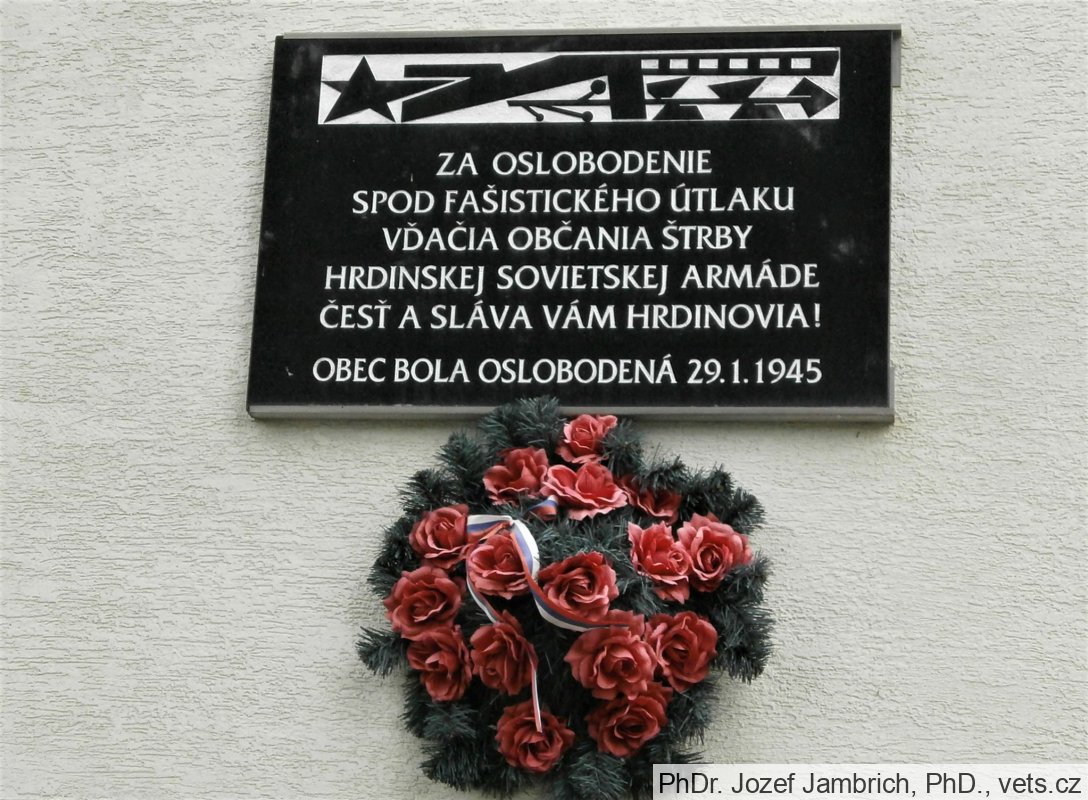 ZA OSLOBODENIE
SPOD FAŠISTICKÉHO ÚTLAKU
VĎAČIA OBČANIA ŠTRBY
HRDINSKEJ SOVIETSKEJ ARMÁDE
ČESŤ A SLÁVA VÁM HRDINOVIA!
OBEC BOLA OSLOBODENÁ 29.1.1945
PhDr. Jozef Jambrich, PhD., vets.cz